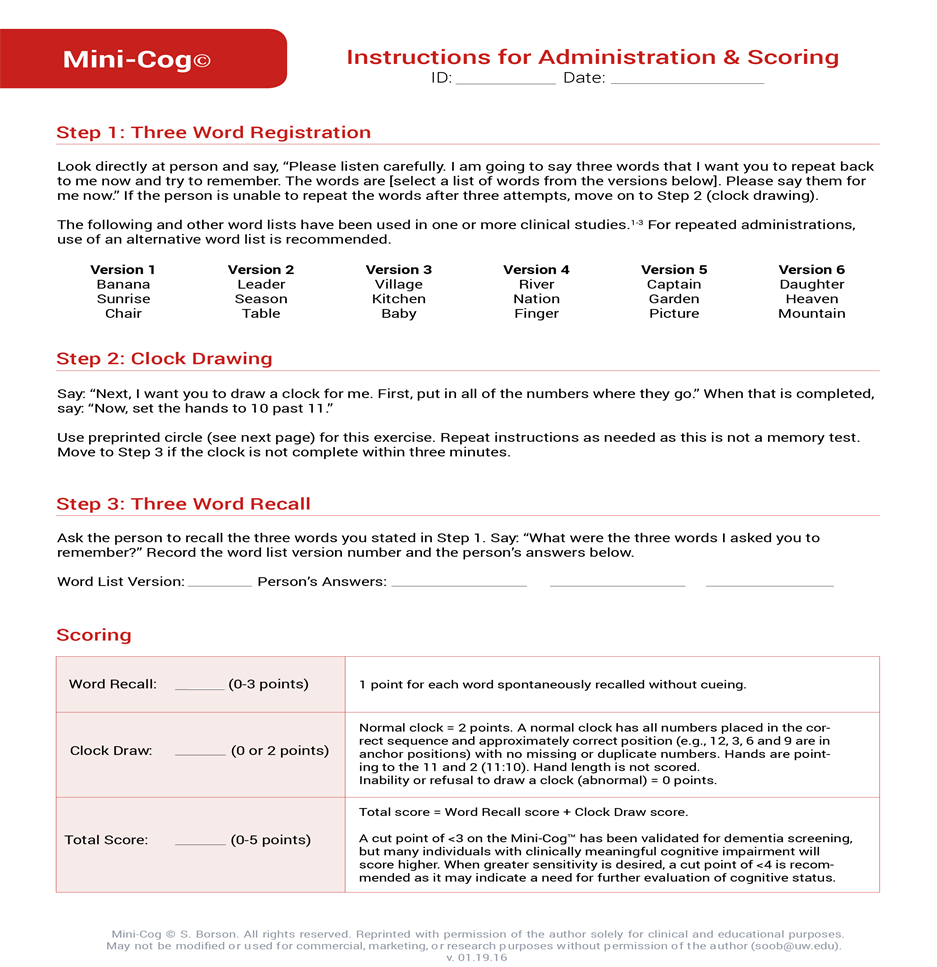 Mini-Cog©
Instructions for Administration & Scoring
ID: ____________ Date: ____________________
Step 1: Three Word Registration
Look directly at person and say, “Please listen carefully. I am going to say three words that I want you to repeat back
to me now and try to remember. The words are [select a list of words from the versions below]. Please say them for
me now.” If the person is unable to repeat the words after three attempts, move on to Step 2 (clock drawing).
The following and other word lists have been used in one or more clinical studies.¹⁻³ For repeated administrations,
use of an alternative word list is recommended.
Version 1 Version 2 Version 3 Version 4 Version 5 Version 6
Banana Leader Village River Captain Daughter
Sunrise Season Kitchen Nation Garden Heaven
Chair Table Baby Finger Picture Mountain
Step 2: Clock Drawing
Say: “Next, I want you to draw a clock for me. First, put in all of the numbers where they go.” When that is completed,
say: “Now, set the hands to 10 past 11.”
Use preprinted circle (see next page) for this exercise. Repeat instructions as needed as this is not a memory test.
Move to Step 3 if the clock is not complete within three minutes.
Step 3: Three Word Recall
Ask the person to recall the three words you stated in Step 1. Say: “What were the three words I asked you to
remember?” Record the word list version number and the person’s answers below.
Word List Version: ________ Person’s Answers: _________________ _________________ ________________
Scoring
Word Recall: ______ (0-3 points)
1 point for each word spontaneously recalled without cueing.
Clock Draw: ______ (0 or 2 points)
Normal clock = 2 points. A normal clock has all numbers placed in the cor-
rect sequence and approximately correct position (e.g., 12, 3, 6 and 9 are in
anchor positions) with no missing or duplicate numbers. Hands are point-
ing to the 11 and 2 (11:10). Hand length is not scored.
Inability or refusal to draw a clock (abnormal) = 0 points.
Total Score: ______ (0-5 points)
Total score = Word Recall score + Clock Draw score.
A cut point of <3 on the Mini-Cog™ has been validated for dementia screening,
but many individuals with clinically meaningful cognitive impairment will
score higher. When greater sensitivity is desired, a cut point of <4 is recom-
mended as it may indicate a need for further evaluation of cognitive status.
Mini-Cog © S. Borson. All rights reserved. Reprinted with permission of the author solely for clinical and educational purposes.
May not be modified or used for commercial, marketing, or research purposes without permission of the author (soob@uw.edu).
v. 01.19.16